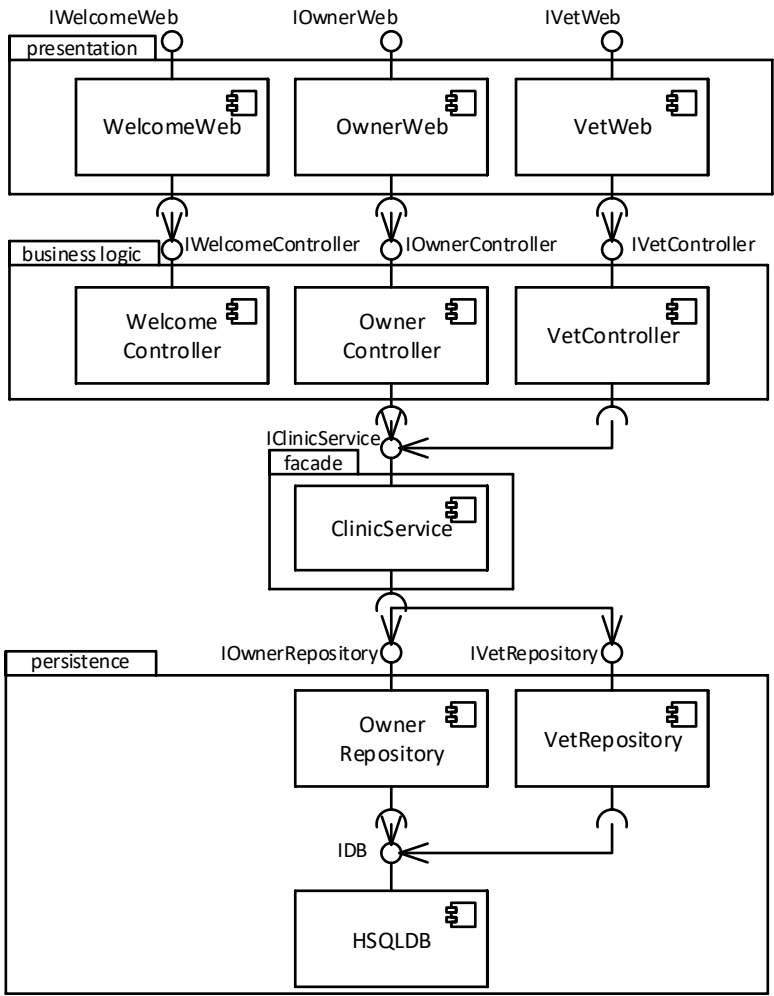 IWelcomeWeb
IOwnerWeb
IVetWeb
presentation
WelcomeWeb
OwnerWeb
VetWeb
IWelcomeController
IOwnerController
IVetController
business logic
Welcome
Controller
Owner
Controller
VetController
IClinicService
facade
ClinicService
IOwnerRepository
IVetRepository
persistence
Owner
Repository
VetRepository
IDB
HSQLDB